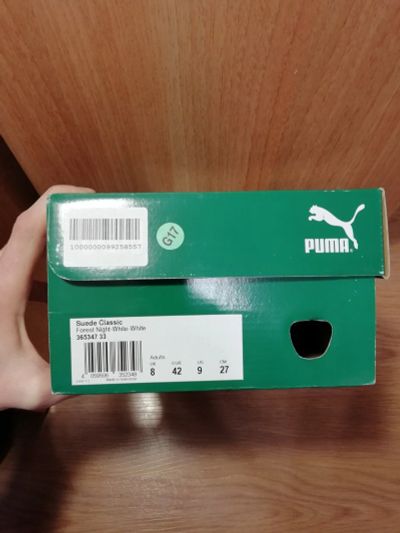 1000000089258557
G17
PUMA
Suede Classic
Forest Night-White-White
365347 33
Adults
UK EUR US CM
8 42 9 27